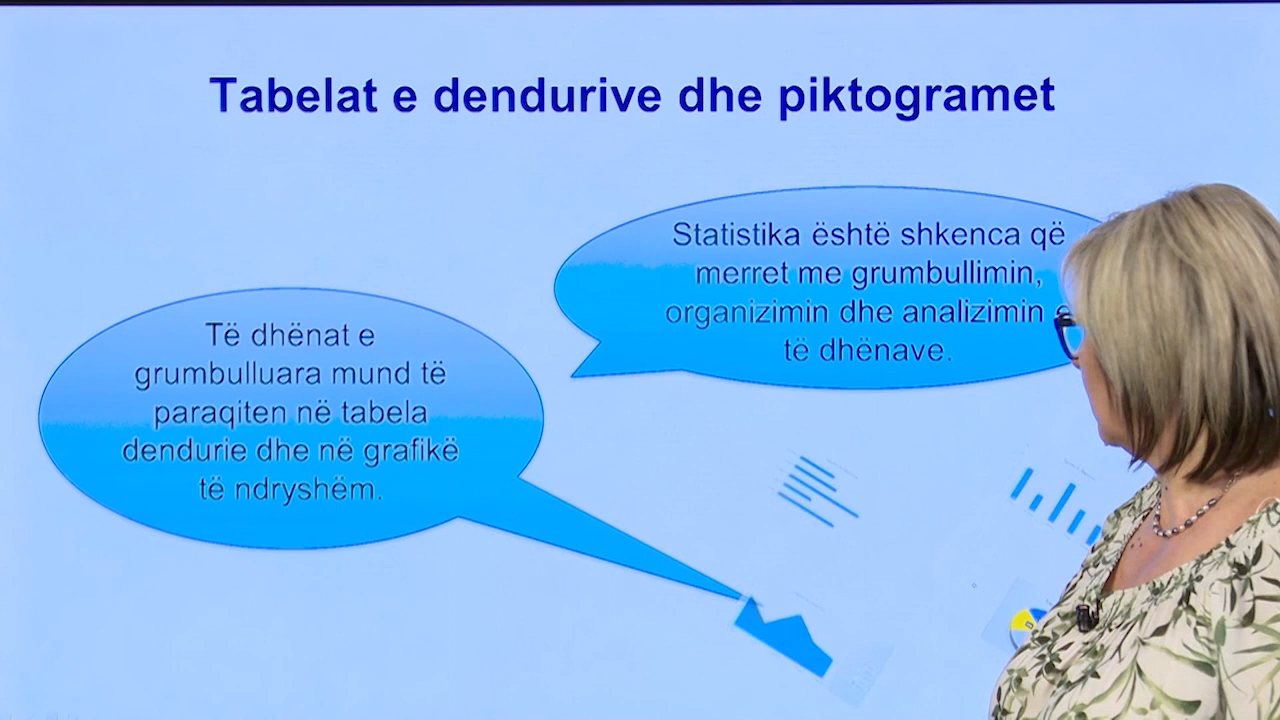 Tabelat e dendurive dhe piktogramet
Statistika është shkenca që
merret me grumbullimin,
organizimin dhe analizimin e
të dhënave.
Të dhënat e
grumbulluara mund të
paraqiten në tabela
dendurie dhe në grafikë
të ndryshëm.